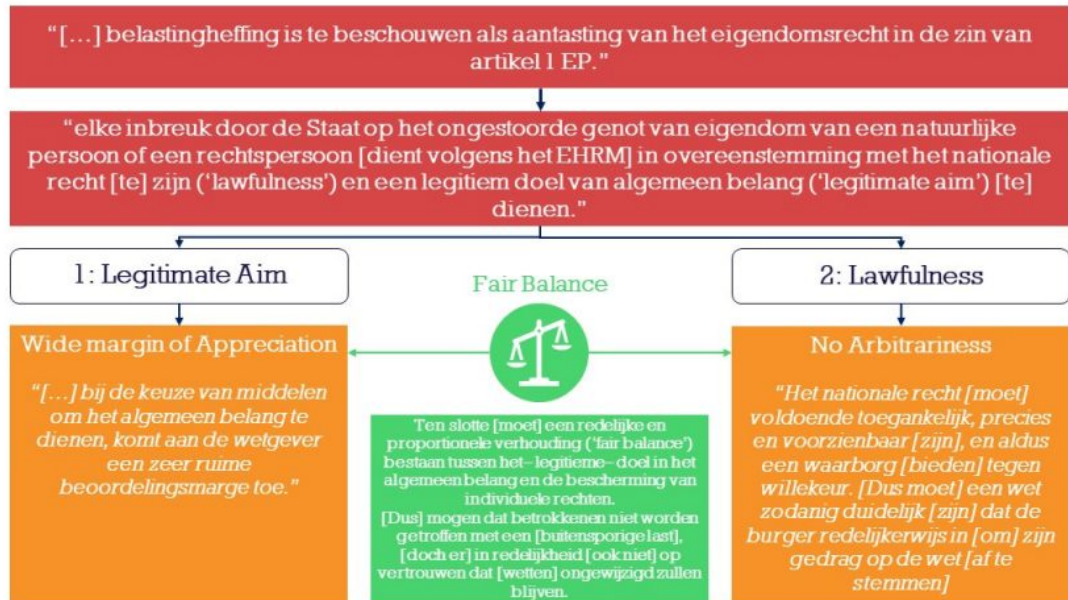 “[…] belastingheffing is te beschouwen als aantasting van het eigendomsrecht in de zin van
artikel 1 EP.”
“elke inbreuk door de Staat op het ongestoorde genot van eigendom van een natuurlijke
persoon of een rechtspersoon [dient volgens het EHRM] in overeenstemming met het nationale
recht [te] zijn (‘lawfulness’) en een legitiem doel van algemeen belang (‘legitimate aim’) [te]
dienen.”
1: Legitimate Aim
Wide margin of Appreciation
“[…] bij de keuze van middelen
om het algemeen belang te
dienen, komt aan de wetgever
een zeer ruime
beoordelingsmarge toe.”
Fair Balance
Ten slotte [moet] een redelijke en
proportionele verhouding (‘fair balance’)
bestaan tussen het–legitieme–doel in het
algemeen belang en de bescherming van
individuele rechten.
[Dus] mogen dat betrokkenen niet worden
getroffen met een [buitensporige last],
[doch er] in redelijkheid [ook niet] op
vertrouwen dat [wetten] ongewijzigd zullen
blijven.
2: Lawfulness
No Arbitrariness
“Het nationale recht [moet]
voldoende toegankelijk, precies
en voorzienbaar [zijn], en aldus
een waarborg [bieden] tegen
willekeur. [Dus moet] een wet
zodanig duidelijk [zijn] dat de
burger redelijkerwijs in [om] zijn
gedrag op de wet [af te
stemmen]